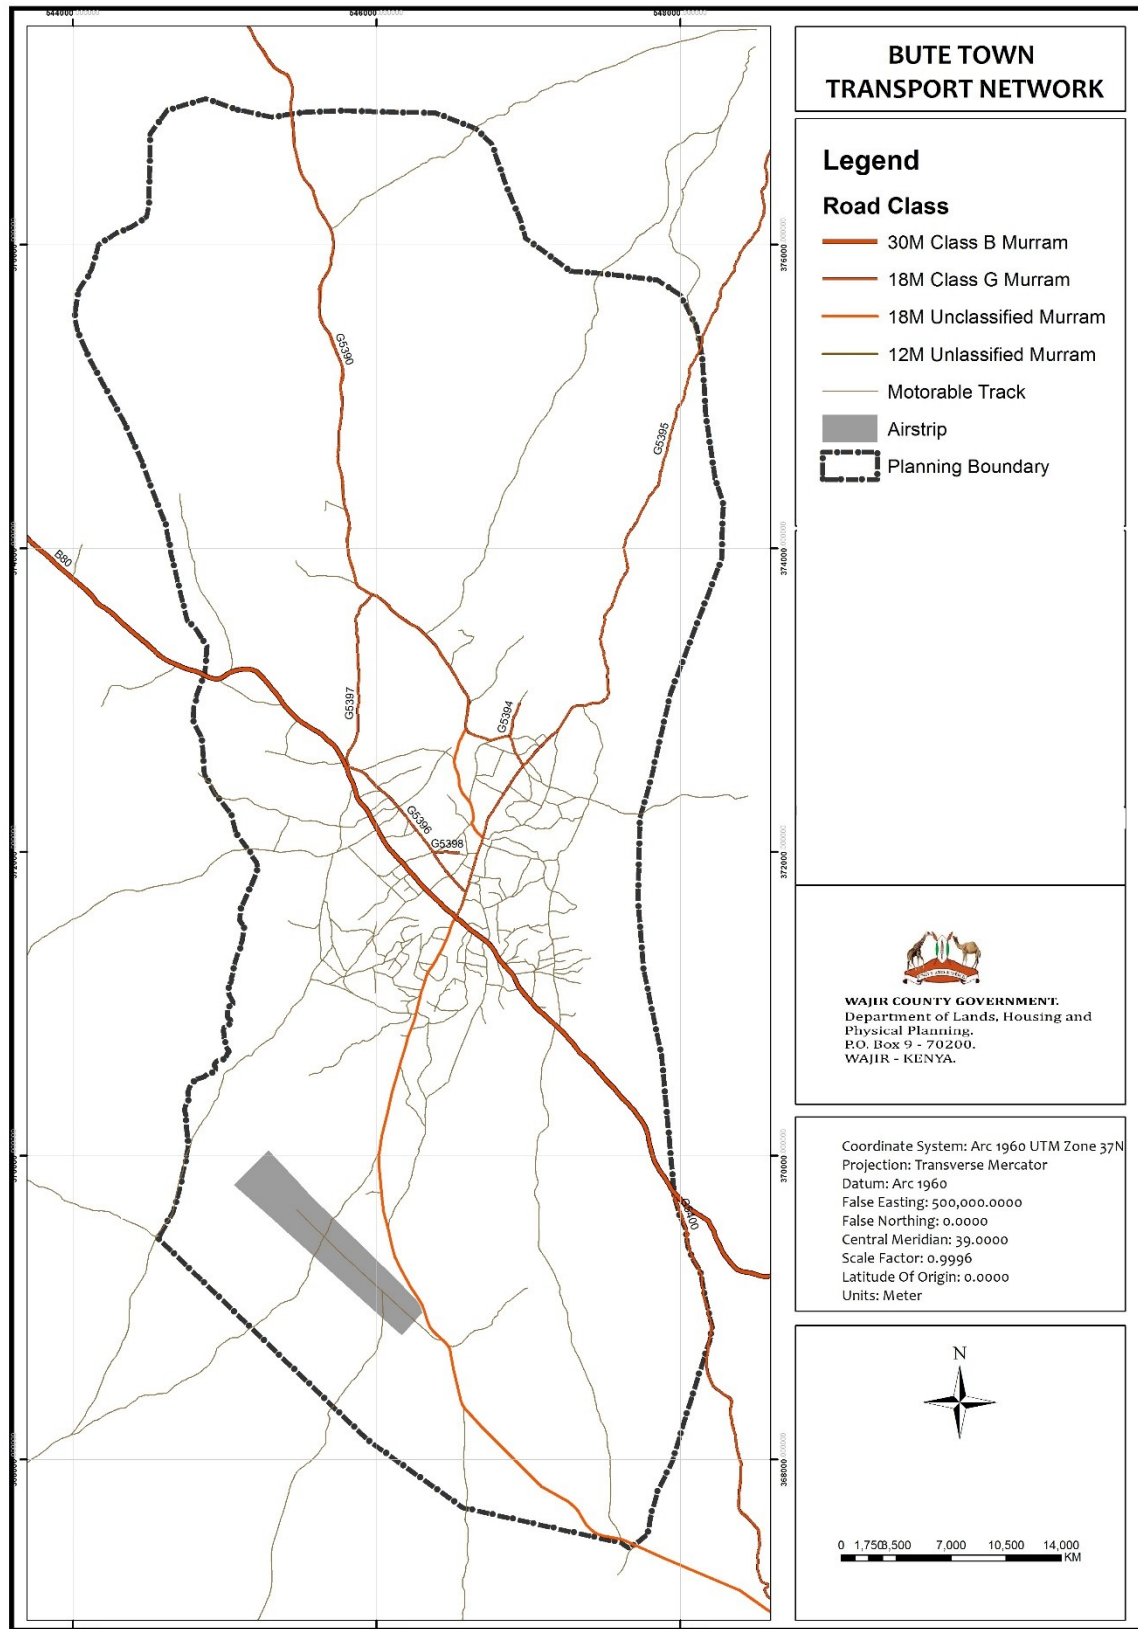 BUTE TOWN
TRANSPORT NETWORK
Legend
Road Class
30M Class B Murram
18M Class G Murram
18M Unclassified Murram
12M Unlassified Murram
Motorable Track
Airstrip
Planning Boundary
WAJIR COUNTY GOVERNMENT.
Department of Lands, Housing and
Physical Planning.
P.O. Box 9 - 70200.
WAJIR - KENYA.
Coordinate System: Arc 1960 UTM Zone 37N
Projection: Transverse Mercator
Datum: Arc 1960
False Easting: 500,000.0000
False Northing: 0.0000
Central Meridian: 39.0000
Scale Factor: 0.9996
Latitude Of Origin: 0.0000
Units: Meter
N
0 1,750 3,500 7,000 10,500 14,000
KM
G5390
G5395
B80
G5397
G5394
G5396
G5398
G5400
376000
374000
372000
370000
368000